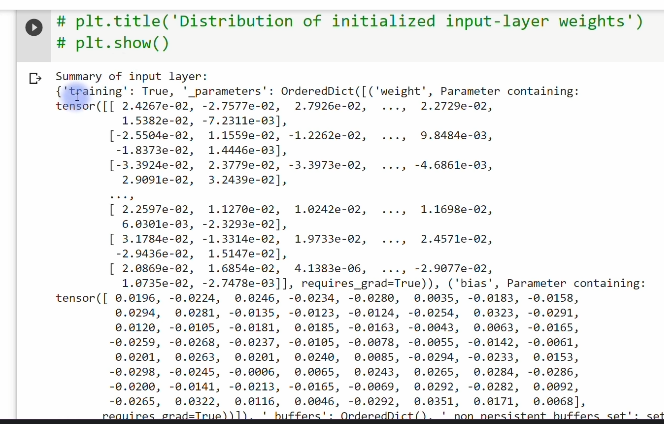 # plt.title('Distribution of initialized input-layer weights')
# plt.show()
Summary of input layer:
{'training': True, '_parameters': OrderedDict([('weight', Parameter containing:
tensor([[ 2.4267e-02, -2.7577e-02,  2.7926e-02,  ...,  2.2729e-02,
1.5382e-02, -7.2311e-03],
[-2.5504e-02,  1.1559e-02, -1.2262e-02,  ...,  9.8484e-03,
-1.8373e-02,  1.4446e-03],
[-3.3924e-02,  2.3779e-02, -3.3973e-02,  ..., -4.6861e-03,
2.9091e-02,  3.2439e-02],
...,
[ 2.2597e-02,  1.1270e-02,  1.0242e-02,  ...,  1.1698e-02,
6.0301e-03, -2.3293e-02],
[ 3.1784e-02, -1.3314e-02,  1.9733e-02,  ...,  2.4571e-02,
-2.9436e-02,  1.5147e-02],
[ 2.0869e-02,  1.6854e-02,  4.1383e-06,  ..., -2.9077e-02,
1.0735e-02, -2.7478e-03]], requires_grad=True)), ('bias', Parameter containing:
tensor([ 0.0196, -0.0224,  0.0246, -0.0234, -0.0280,  0.0035, -0.0183, -0.0158,
0.0294,  0.0281, -0.0135, -0.0123, -0.0124, -0.0254,  0.0323, -0.0291,
0.0120, -0.0105, -0.0181,  0.0185, -0.0163, -0.0043,  0.0063, -0.0165,
-0.0259, -0.0268, -0.0237, -0.0105, -0.0078, -0.0055, -0.0142, -0.0061,
0.0201,  0.0263,  0.0201,  0.0240,  0.0085, -0.0294, -0.0233,  0.0153,
-0.0298, -0.0245, -0.0006,  0.0065,  0.0243,  0.0265,  0.0284, -0.0286,
-0.0200, -0.0141, -0.0213, -0.0165, -0.0069,  0.0292, -0.0282,  0.0092,
-0.0265,  0.0322,  0.0116,  0.0046, -0.0292,  0.0351,  0.0171,  0.0068],
requires_grad=True))]), '_buffers': OrderedDict(), '_non_persistent_buffers_set': set